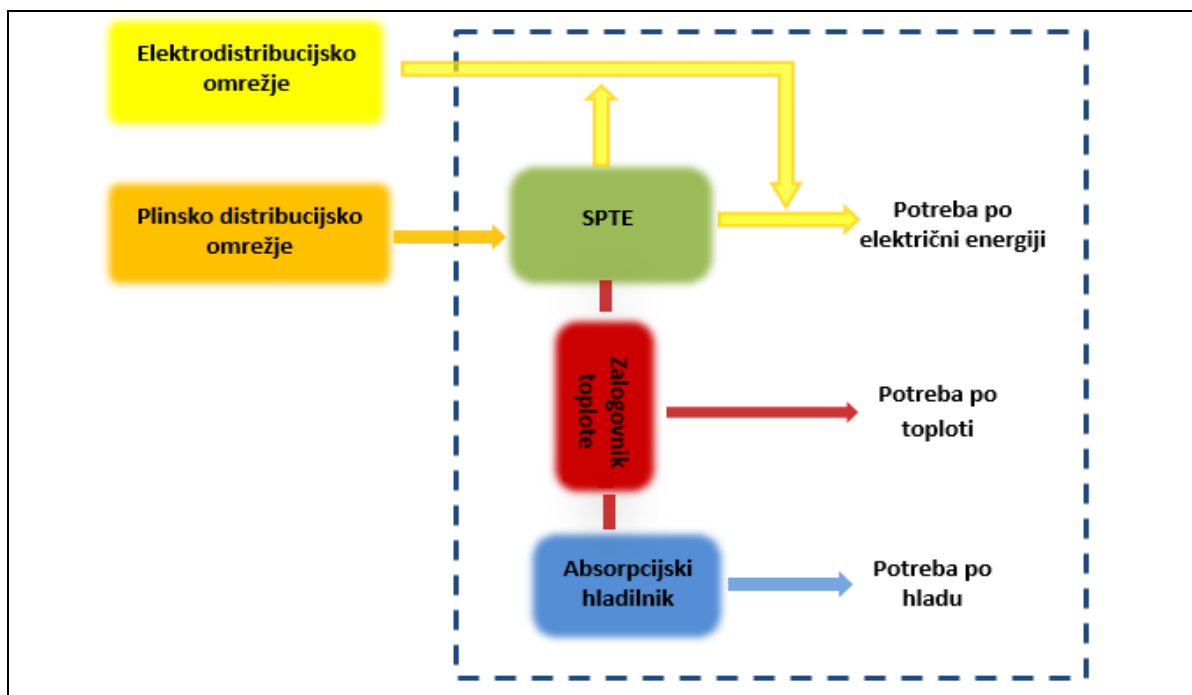 Elektrodistribucijsko
omrežje
Plinsko distribucijsko
omrežje
SPTE
Potreba po
električni energiji
Zalogovnik
toplote
Potreba po
toploti
Absorpcijski
hladilnik
Potreba po
hladu